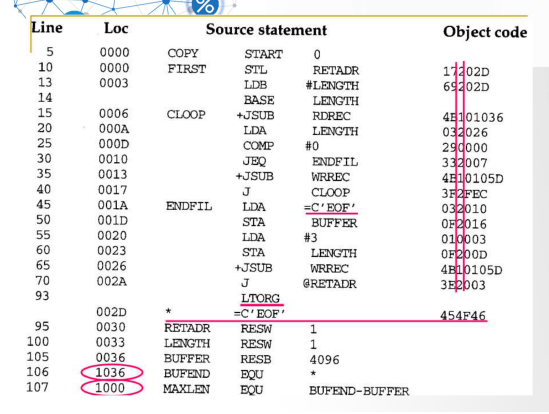 %
Line Loc Source statement Object code
5 0000 COPY START 0
10 0000 FIRST STL RETADR 17202D
13 0003 LDB #LENGTH 69202D
14 BASE LENGTH
15 0006 CLOOP +JSUB RDREC 4B101036
20 000A LDA LENGTH 032026
25 000D COMP #0 290000
30 0010 JEQ ENDFIL 332007
35 0013 +JSUB WRREC 4B10105D
40 0017 J CLOOP 3F2FEC
45 001A ENDFIL LDA =C'EOF' 032010
50 001D STA BUFFER 0F2016
55 0020 LDA #3 010003
60 0023 STA LENGTH 0F200D
65 0026 +JSUB WRREC 4B10105D
70 002A J @RETADR 3E2003
93 LTORG
002D * =C'EOF' 454F46
95 0030 RETADR RESW 1
100 0033 LENGTH RESW 1
105 0036 BUFFER RESB 4096
106 1036 BUFEND EQU *
107 1000 MAXLEN EQU BUFEND-BUFFER